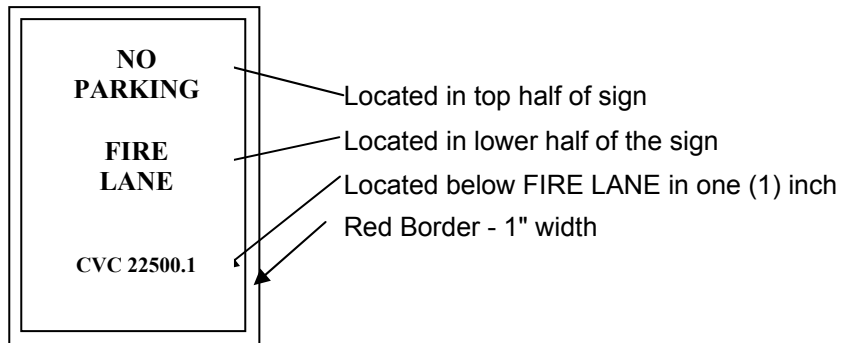 NO
PARKING
FIRE
LANE
CVC 22500.1
Located in top half of sign
Located in lower half of the sign
Located below FIRE LANE in one (1) inch
Red Border - 1" width